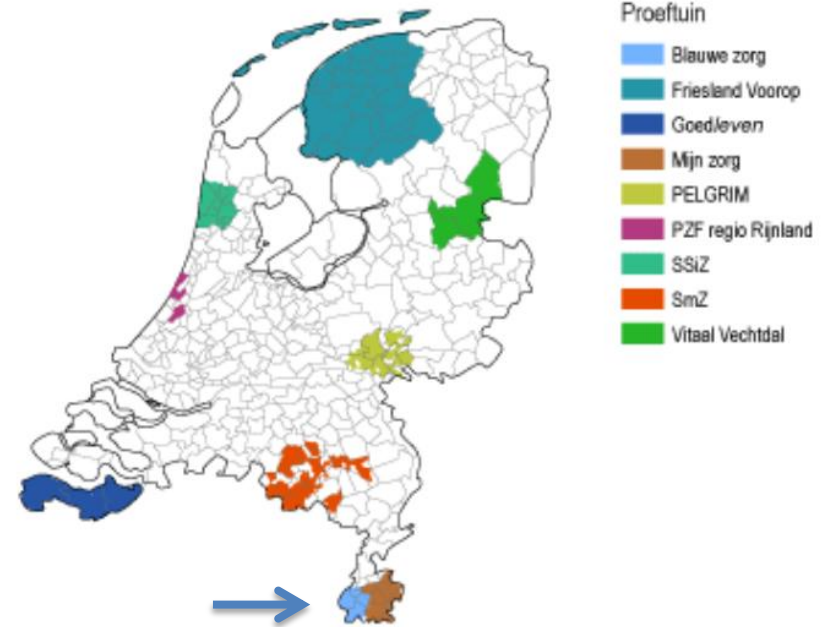 Proeftuin
Blauwe zorg
Friesland Voorop
Goedleven
Mijn zorg
PELGRIM
PZF regio Rijnland
SSiZ
SmZ
Vitaal Vechtdal